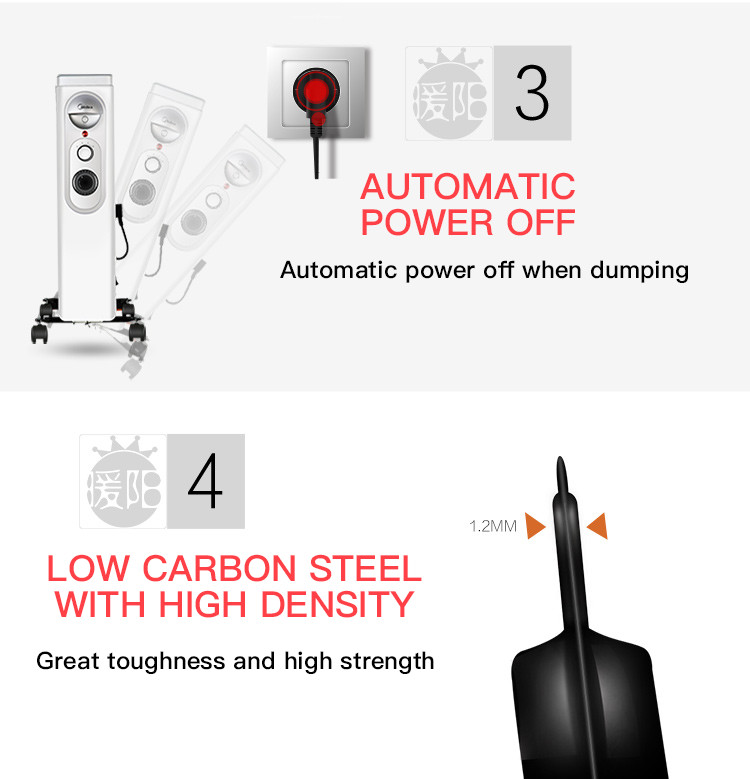 Midea
暖阳
3
AUTOMATIC
POWER OFF
Automatic power off when dumping
暖阳
4
LOW CARBON STEEL
WITH HIGH DENSITY
Great toughness and high strength
1.2MM